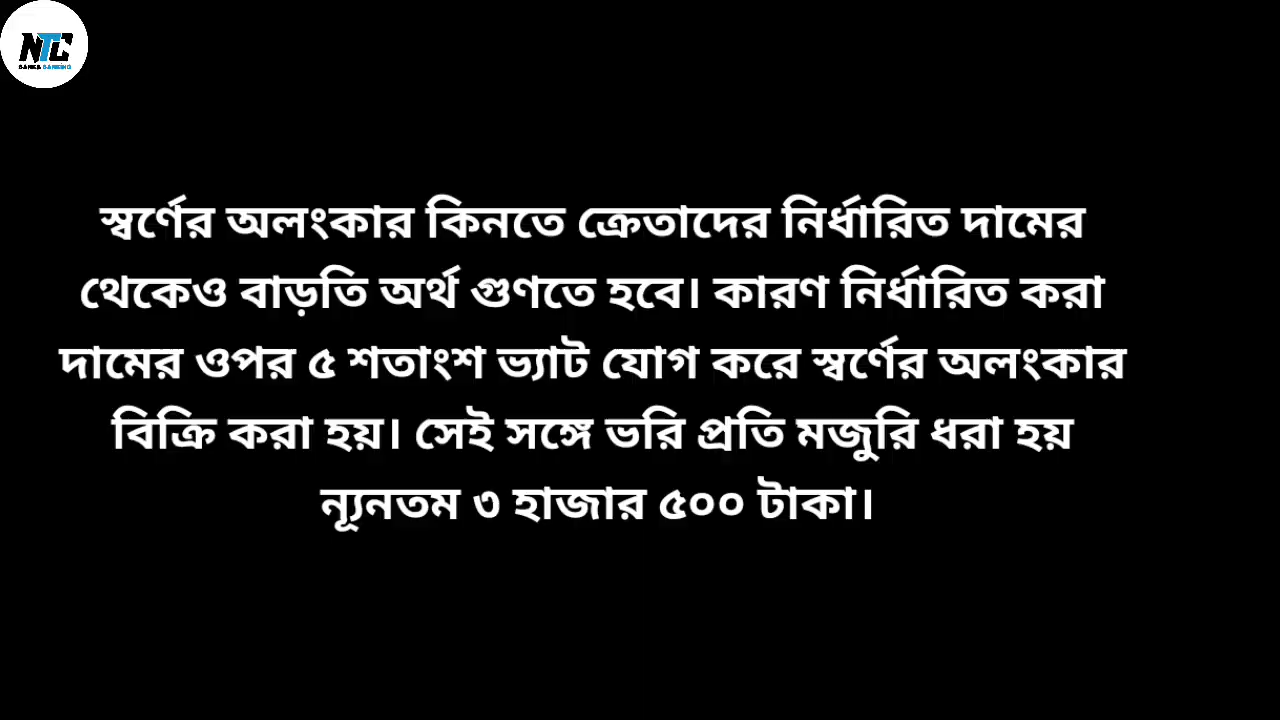 NTC
স্বর্ণের অলংকার কিনতে ক্রেতাদের নির্ধারিত দামের
থেকেও বাড়তি অর্থ গুণতে হবে। কারণ নির্ধারিত করা
দামের ওপর ৫ শতাংশ ভ্যাট যোগ করে স্বর্ণের অলংকার
বিক্রি করা হয়। সেই সঙ্গে ভরি প্রতি মজুরি ধরা হয়
ন্যূনতম ৩ হাজার ৫০০ টাকা।